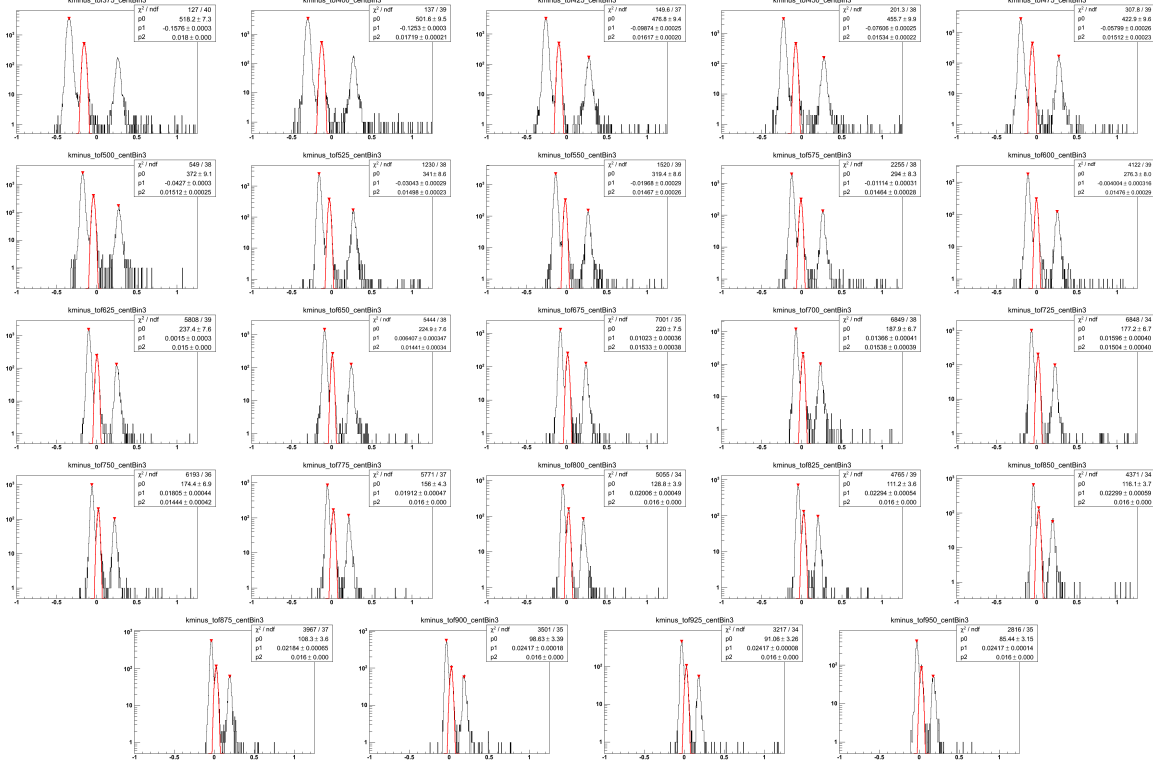 kminus_tof375_centBin3
χ² / ndf 127 / 40
p0 518.2 ± 7.3
p1 -0.1576 ± 0.0003
p2 0.018 ± 0.000
kminus_tof400_centBin3
χ² / ndf 137 / 39
p0 501.6 ± 9.5
p1 -0.1253 ± 0.0003
p2 0.01719 ± 0.00021
kminus_tof425_centBin3
χ² / ndf 149.6 / 37
p0 476.8 ± 9.4
p1 -0.09874 ± 0.00025
p2 0.01617 ± 0.00020
kminus_tof450_centBin3
χ² / ndf 201.3 / 38
p0 455.7 ± 9.9
p1 -0.07606 ± 0.00025
p2 0.01534 ± 0.00022
kminus_tof475_centBin3
χ² / ndf 307.8 / 39
p0 422.9 ± 9.6
p1 -0.05799 ± 0.00026
p2 0.01512 ± 0.00023
kminus_tof500_centBin3
χ² / ndf 549 / 38
p0 372 ± 9.1
p1 -0.0427 ± 0.0003
p2 0.01512 ± 0.00025
kminus_tof525_centBin3
χ² / ndf 1230 / 38
p0 341 ± 8.6
p1 -0.03043 ± 0.00029
p2 0.01498 ± 0.00023
kminus_tof550_centBin3
χ² / ndf 1520 / 39
p0 319.4 ± 8.6
p1 -0.01968 ± 0.00029
p2 0.01467 ± 0.00026
kminus_tof575_centBin3
χ² / ndf 2255 / 38
p0 294 ± 8.3
p1 -0.01114 ± 0.00031
p2 0.01464 ± 0.00028
kminus_tof600_centBin3
χ² / ndf 4122 / 39
p0 276.3 ± 8.0
p1 -0.004004 ± 0.000316
p2 0.01476 ± 0.00029
kminus_tof625_centBin3
χ² / ndf 5808 / 39
p0 237.4 ± 7.6
p1 0.0015 ± 0.0003
p2 0.015 ± 0.000
kminus_tof650_centBin3
χ² / ndf 5444 / 38
p0 224.9 ± 7.6
p1 0.006407 ± 0.000347
p2 0.01441 ± 0.00034
kminus_tof675_centBin3
χ² / ndf 7001 / 35
p0 220 ± 7.5
p1 0.01023 ± 0.00036
p2 0.01533 ± 0.00038
kminus_tof700_centBin3
χ² / ndf 6849 / 38
p0 187.9 ± 6.7
p1 0.01366 ± 0.00041
p2 0.01538 ± 0.00039
kminus_tof725_centBin3
χ² / ndf 6848 / 34
p0 177.2 ± 6.7
p1 0.01596 ± 0.00040
p2 0.01504 ± 0.00040
kminus_tof750_centBin3
χ² / ndf 6193 / 36
p0 174.4 ± 6.9
p1 0.01805 ± 0.00044
p2 0.01444 ± 0.00042
kminus_tof775_centBin3
χ² / ndf 5771 / 37
p0 156 ± 4.3
p1 0.01912 ± 0.00047
p2 0.016 ± 0.000
kminus_tof800_centBin3
χ² / ndf 5055 / 34
p0 128.8 ± 3.9
p1 0.02006 ± 0.00049
p2 0.016 ± 0.000
kminus_tof825_centBin3
χ² / ndf 4765 / 39
p0 111.2 ± 3.6
p1 0.02294 ± 0.00054
p2 0.016 ± 0.000
kminus_tof850_centBin3
χ² / ndf 4371 / 34
p0 116.1 ± 3.7
p1 0.02299 ± 0.00059
p2 0.016 ± 0.000
kminus_tof875_centBin3
χ² / ndf 3967 / 37
p0 108.3 ± 3.6
p1 0.02184 ± 0.00065
p2 0.016 ± 0.000
kminus_tof900_centBin3
χ² / ndf 3501 / 35
p0 98.63 ± 3.39
p1 0.02417 ± 0.00018
p2 0.016 ± 0.000
kminus_tof925_centBin3
χ² / ndf 3217 / 34
p0 91.06 ± 3.26
p1 0.02417 ± 0.00008
p2 0.016 ± 0.000
kminus_tof950_centBin3
χ² / ndf 2816 / 35
p0 85.44 ± 3.15
p1 0.02417 ± 0.00014
p2 0.016 ± 0.000